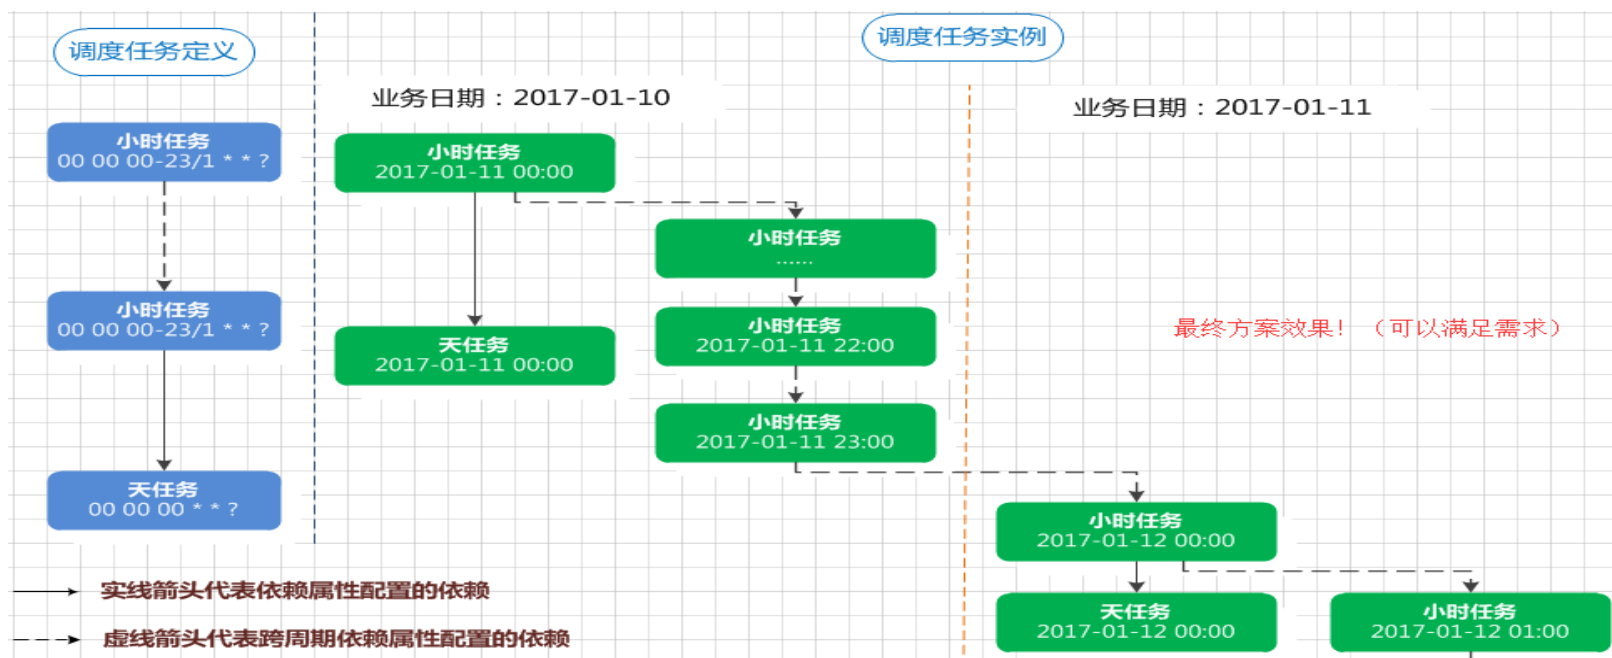 调度任务定义
小时任务
00 00 00-23/1 * * ?
小时任务
00 00 00-23/1 * * ?
天任务
00 00 00 * * ?
实线箭头代表依赖属性配置的依赖
虚线箭头代表跨周期依赖属性配置的依赖
调度任务实例
业务日期：2017-01-10
小时任务
2017-01-11 00:00
天任务
2017-01-11 00:00
小时任务
......
小时任务
2017-01-11 22:00
小时任务
2017-01-11 23:00
业务日期：2017-01-11
最终方案效果！（可以满足需求）
小时任务
2017-01-12 00:00
天任务
2017-01-12 00:00
小时任务
2017-01-12 01:00